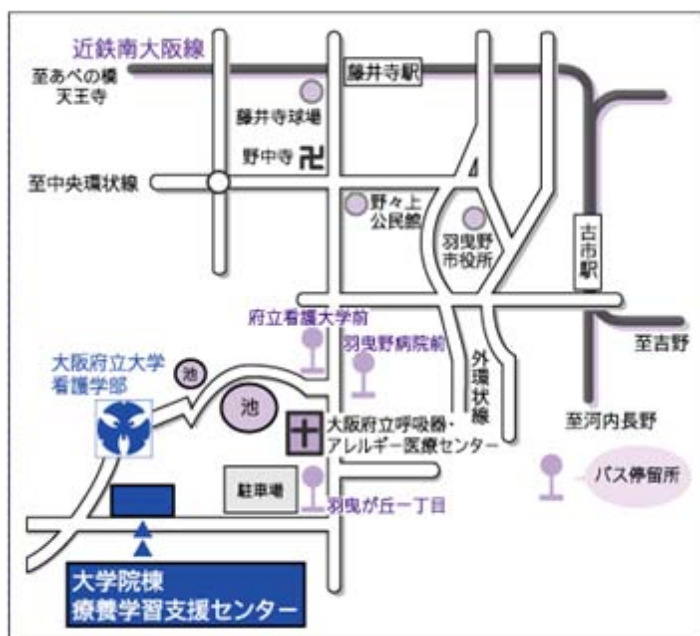 近鉄南大阪線
至あべの橋
天王寺
藤井寺駅
藤井寺球場
野中寺
至中央環状線
野々上
公民館
羽曳野
市役所
古市駅
府立看護大学前
羽曳野病院前
至吉野
大阪府立大学
看護学部
池
池
外環状線
大阪府立呼吸器・
アレルギー医療センター
至河内長野
駐車場
羽曳が丘一丁目
バス停留所
大学院棟
療養学習支援センター